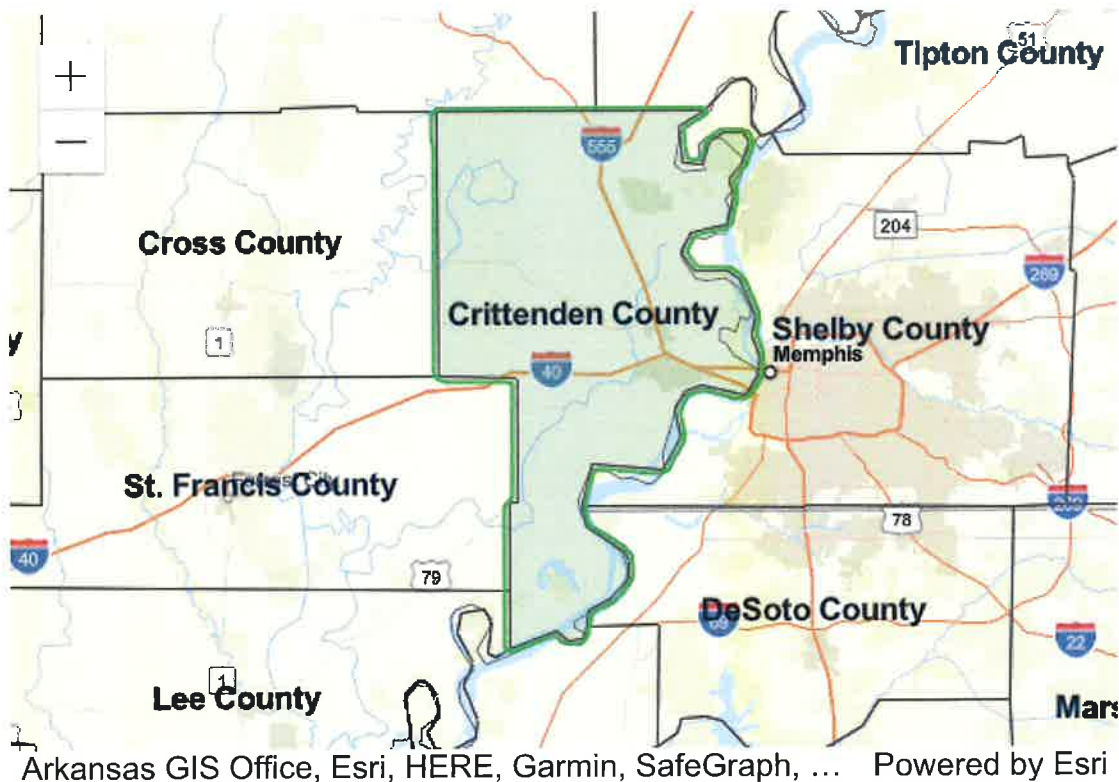 51
Tipton County
+
−
555
204
Cross County
269
Crittenden County
Shelby County
1
Memphis
y
40
St. Francis County
78
40
79
DeSoto County
69
22
1
Lee County
Mars
Arkansas GIS Office, Esri, HERE, Garmin, SafeGraph, ... Powered by Esri